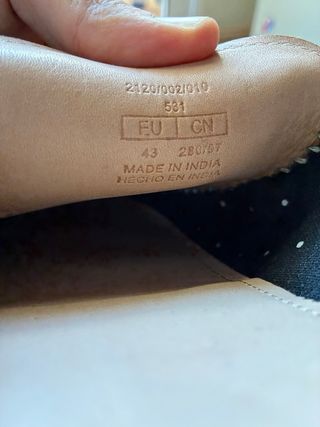 2120/002/010
531
EU CN
43 280/97
MADE IN INDIA
HECHO EN INDIA